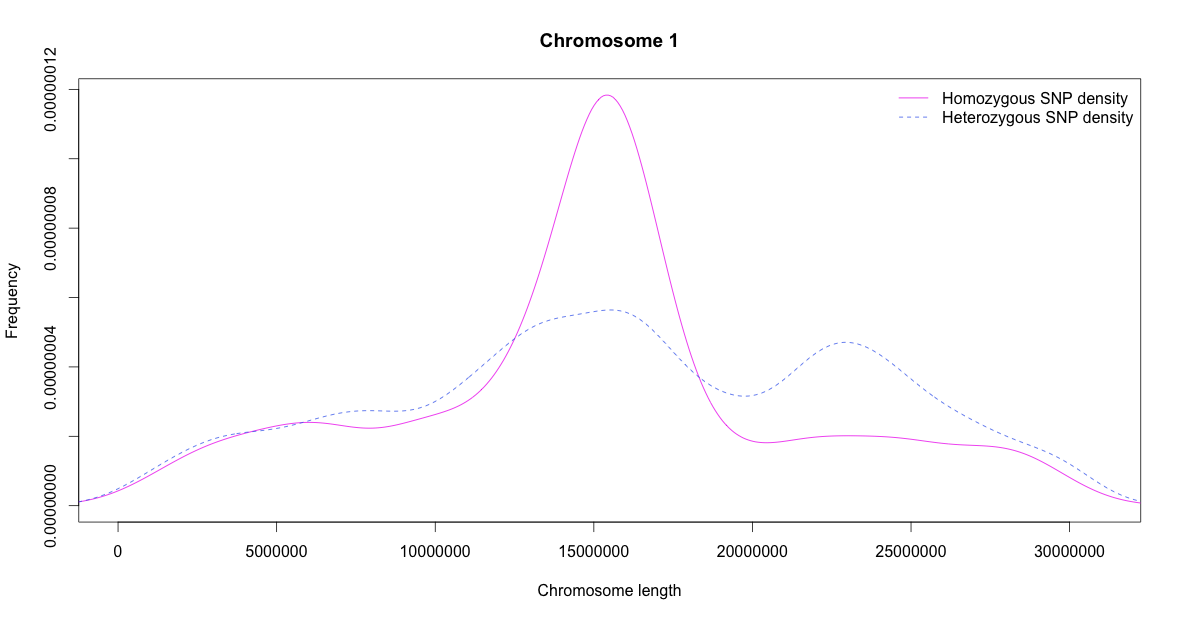 Chromosome 1
Homozygous SNP density
Heterozygous SNP density
Frequency
0.00000012
0.00000008
0.00000004
0.00000000
0 5000000 10000000 15000000 20000000 25000000 30000000
Chromosome length